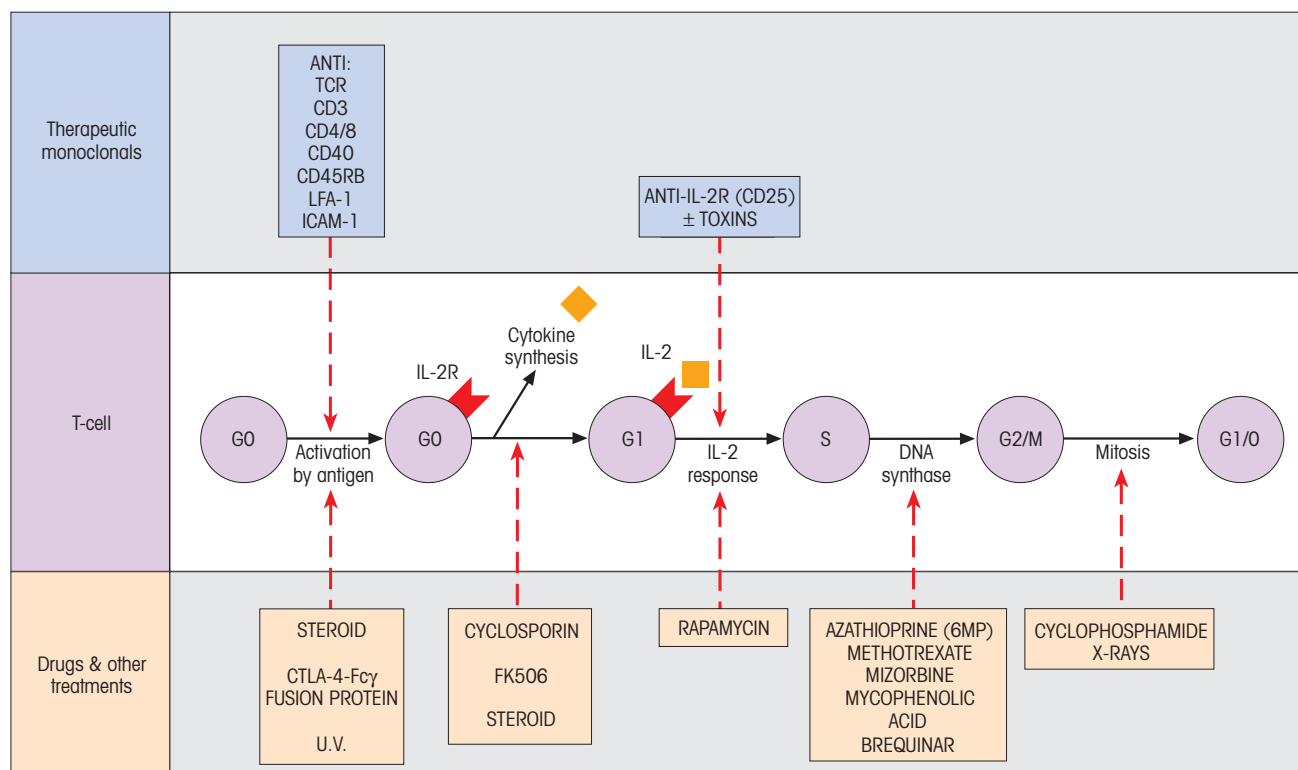 Therapeutic
monoclonals
ANTI:
TCR
CD3
CD4/8
CD40
CD45RB
LFA-1
ICAM-1
ANTI-IL-2R (CD25)
± TOXINS
T-cell
G0
Activation
by antigen
IL-2R
G0
Cytokine
synthesis
IL-2
G1
IL-2
response
S
DNA
synthase
G2/M
Mitosis
G1/0
Drugs & other
treatments
STEROID
CTLA-4-Fcγ
FUSION PROTEIN
U.V.
CYCLOSPORIN
FK506
STEROID
RAPAMYCIN
AZATHIOPRINE (6MP)
METHOTREXATE
MIZORBINE
MYCOPHENOLIC
ACID
BREQUINAR
CYCLOPHOSPHAMIDE
X-RAYS